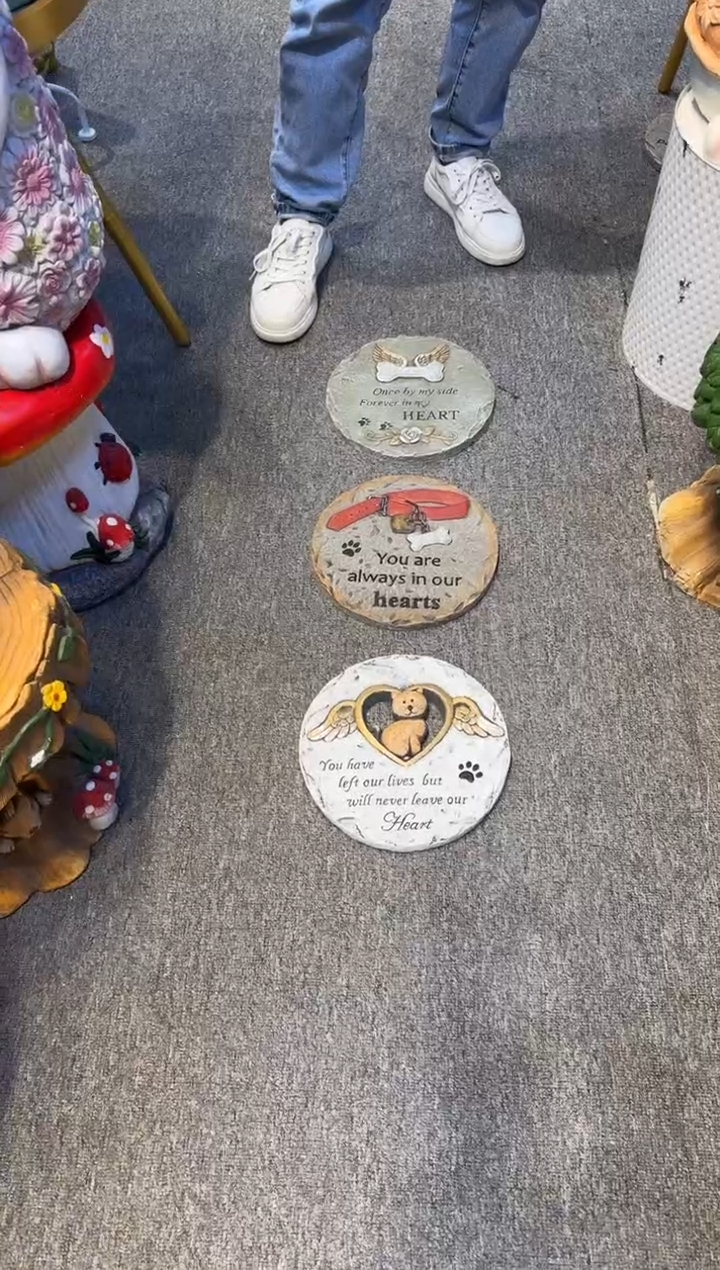 Once by my side
Forever in my
HEART
You are
always in our
hearts
You have
left our lives but
will never leave our
Heart